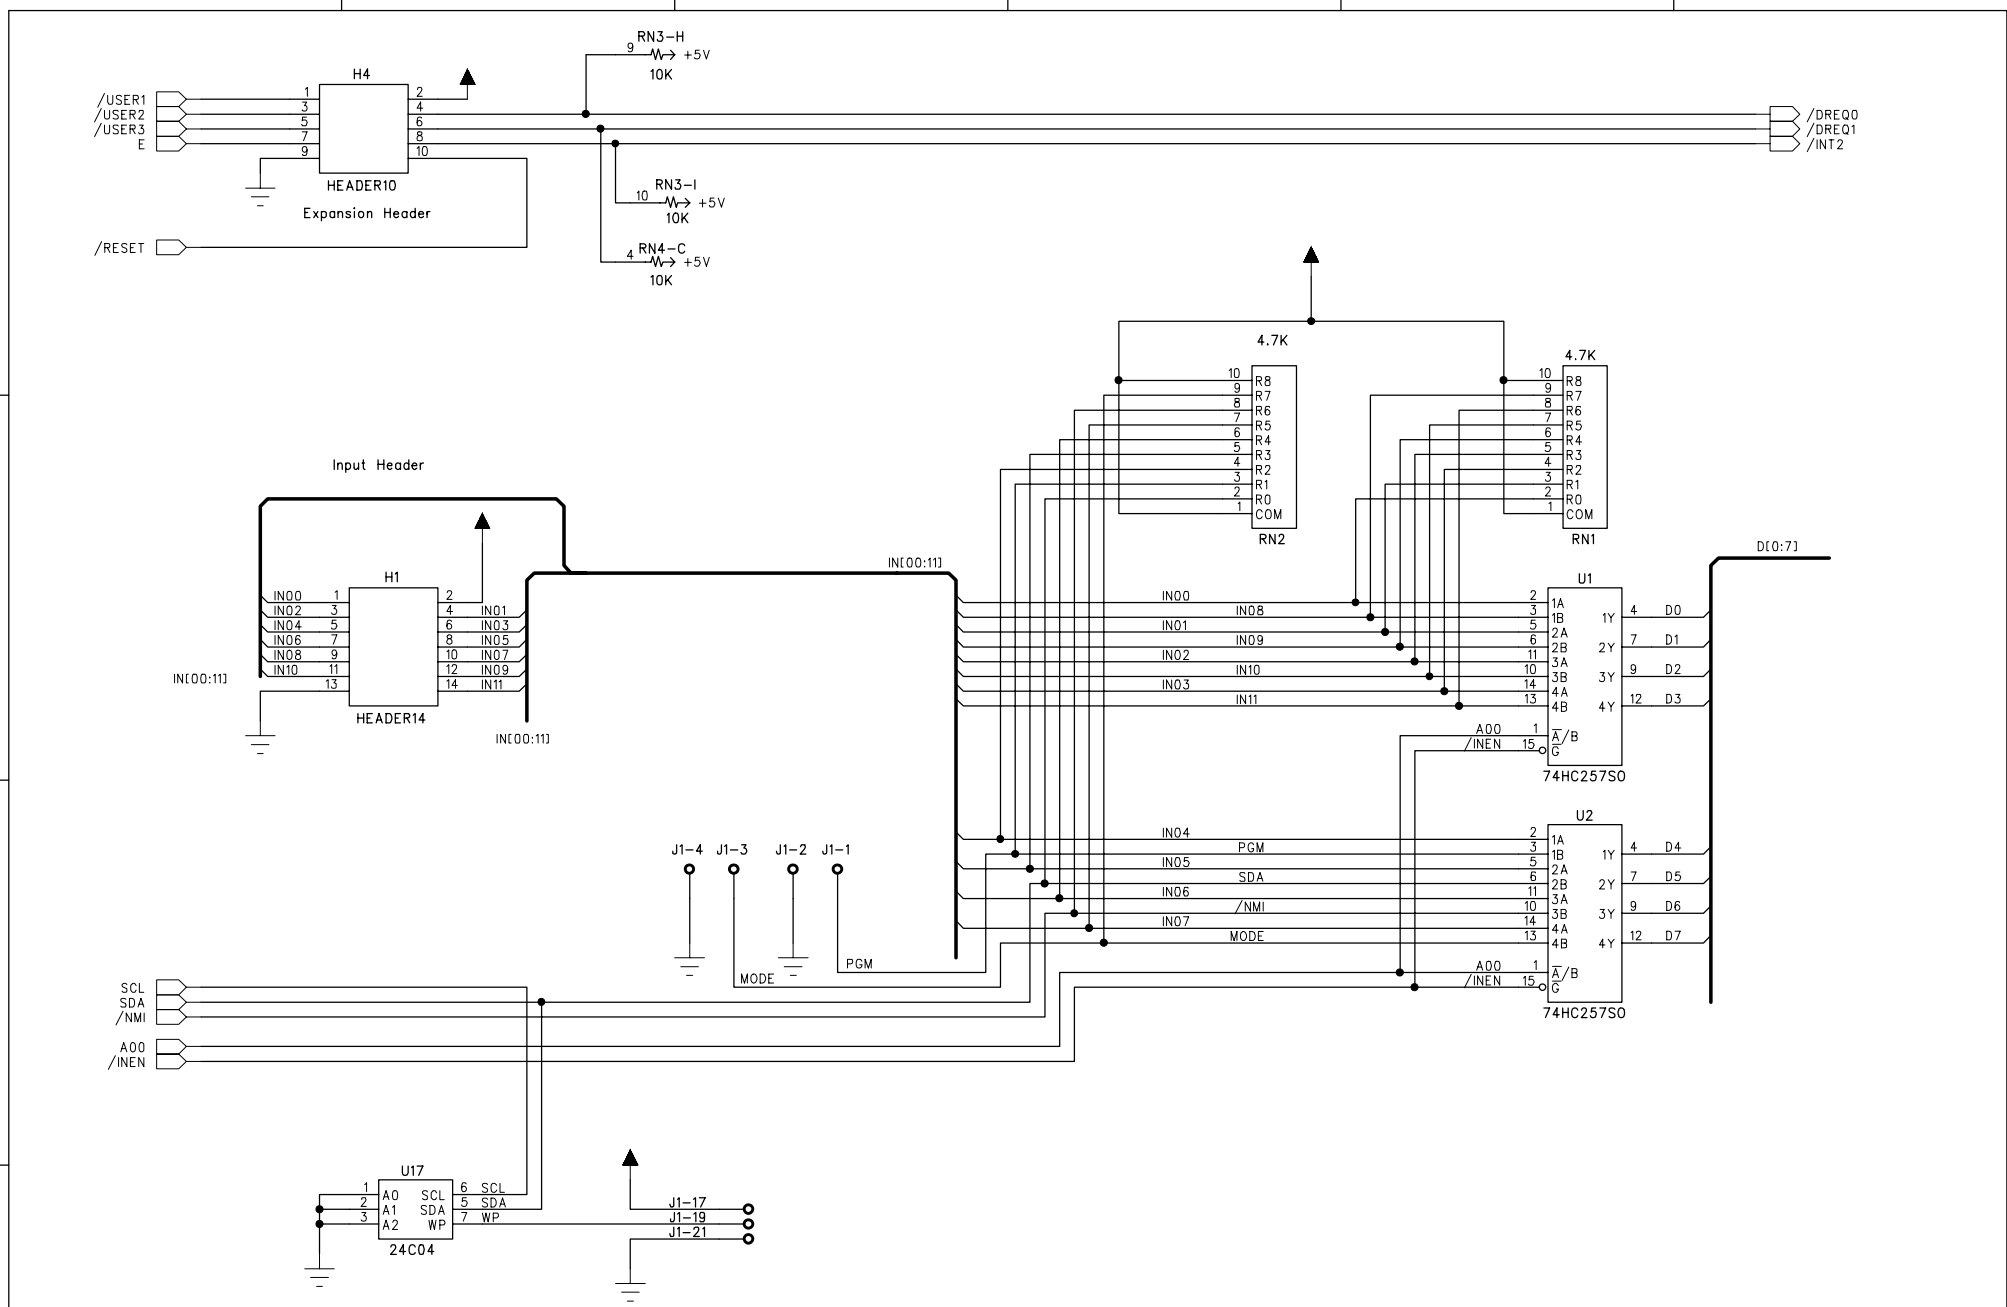 RN3-H
9
+5V
10K
H4
/USER1
1
2
/USER2
3
4
/DREQ0
/USER3
5
6
/DREQ1
E
7
8
/INT2
9
10
HEADER10
Expansion Header
RN3-I
10
+5V
10K
/RESET
RN4-C
4
+5V
10K
4.7K
4.7K
10 R8
9 R7
8 R6
7 R5
6 R4
5 R3
4 R2
3 R1
2 R0
1 COM
RN2
10 R8
9 R7
8 R6
7 R5
6 R4
5 R3
4 R2
3 R1
2 R0
1 COM
RN1
Input Header
H1
IN00 1
IN02 3
IN04 5
IN06 7
IN08 9
IN10 11
13
2
4 IN01
6 IN03
8 IN05
10 IN07
12 IN09
14 IN11
IN[00:11]
HEADER14
IN[00:11]
IN[00:11]
D[0:7]
U1
IN00 2 1A
IN08 3 1B
IN01 5 2A
IN09 6 2B
IN02 11 3A
IN10 10 3B
IN03 14 4A
IN11 13 4B
A00 1 A/B
/INEN 15 G
1Y 4 D0
2Y 7 D1
3Y 9 D2
4Y 12 D3
74HC257SO
U2
IN04 2 1A
PGM 3 1B
IN05 5 2A
SDA 6 2B
IN06 11 3A
/NMI 10 3B
IN07 14 4A
MODE 13 4B
A00 1 A/B
/INEN 15 G
1Y 4 D4
2Y 7 D5
3Y 9 D6
4Y 12 D7
74HC257SO
J1-4 J1-3 J1-2 J1-1
PGM
MODE
SCL
SDA
/NMI
A00
/INEN
U17
1 A0 SCL 6 SCL
2 A1 SDA 5 SDA
3 A2 WP 7 WP
24C04
J1-17
J1-19
J1-21